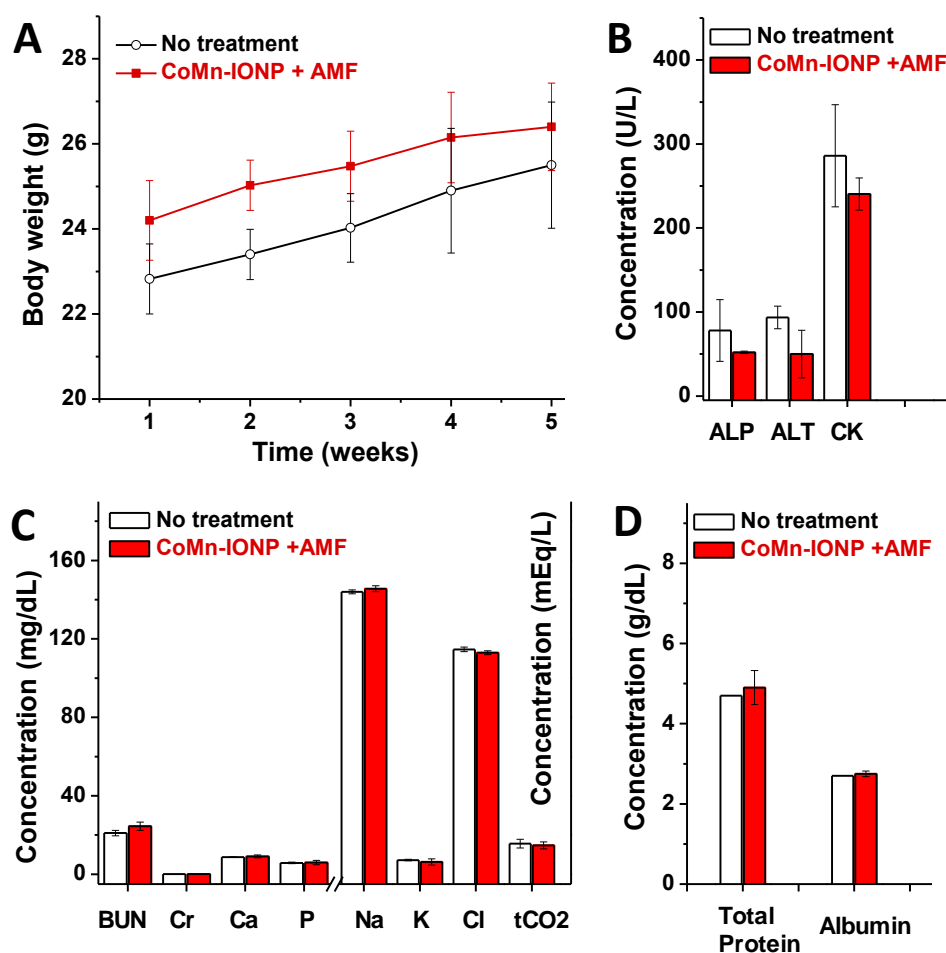 A
No treatment
CoMn-IONP + AMF
Body weight (g)
28
26
24
22
20
1 2 3 4 5
Time (weeks)
B
No treatment
CoMn-IONP +AMF
Concentration (U/L)
400
300
200
100
0
ALP ALT CK
C
No treatment
CoMn-IONP +AMF
Concentration (mg/dL)
160
120
80
40
0
Concentration (mEq/L)
BUN Cr Ca P Na K Cl tCO2
D
No treatment
CoMn-IONP +AMF
Concentration (g/dL)
8
6
4
2
0
Total
Protein
Albumin